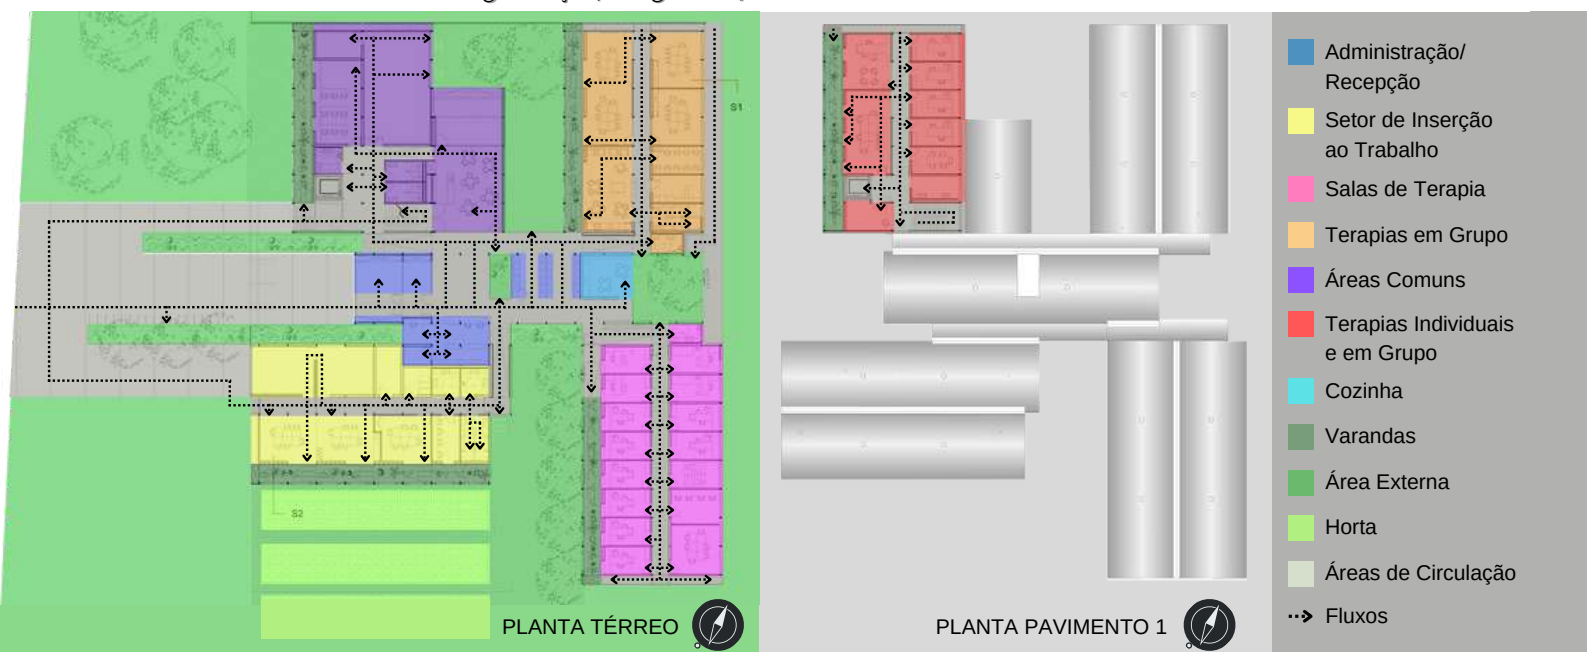 S1
S2
PLANTA TÉRREO
PLANTA PAVIMENTO 1
Administração/
Recepção
Setor de Inserção
ao Trabalho
Salas de Terapia
Terapias em Grupo
Áreas Comuns
Terapias Individuais
e em Grupo
Cozinha
Varandas
Área Externa
Horta
Áreas de Circulação
Fluxos